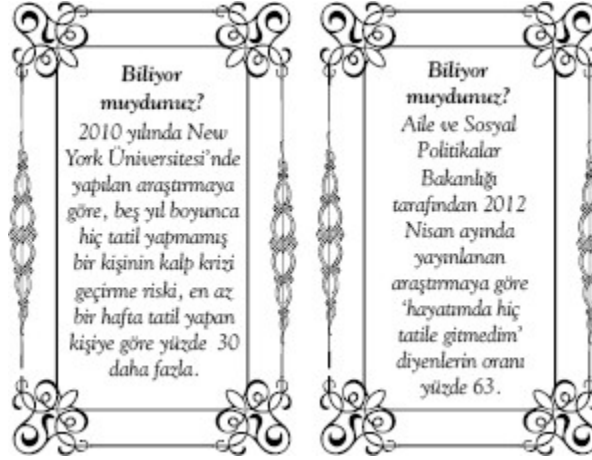 Biliyor
muydunuz?
2010 yılında New
York Üniversitesi’nde
yapılan araştırmaya
göre, beş yıl boyunca
hiç tatil yapmamış
bir kişinin kalp krizi
geçirme riski, en az
bir hafta tatil yapan
kişiye göre yüzde 30
daha fazla.
Biliyor
muydunuz?
Aile ve Sosyal
Politikalar
Bakanlığı
tarafından 2012
Nisan ayında
yayınlanan
araştırmaya göre
‘hayatımda hiç
tatile gitmedim’
diyenlerin oranı
yüzde 63.